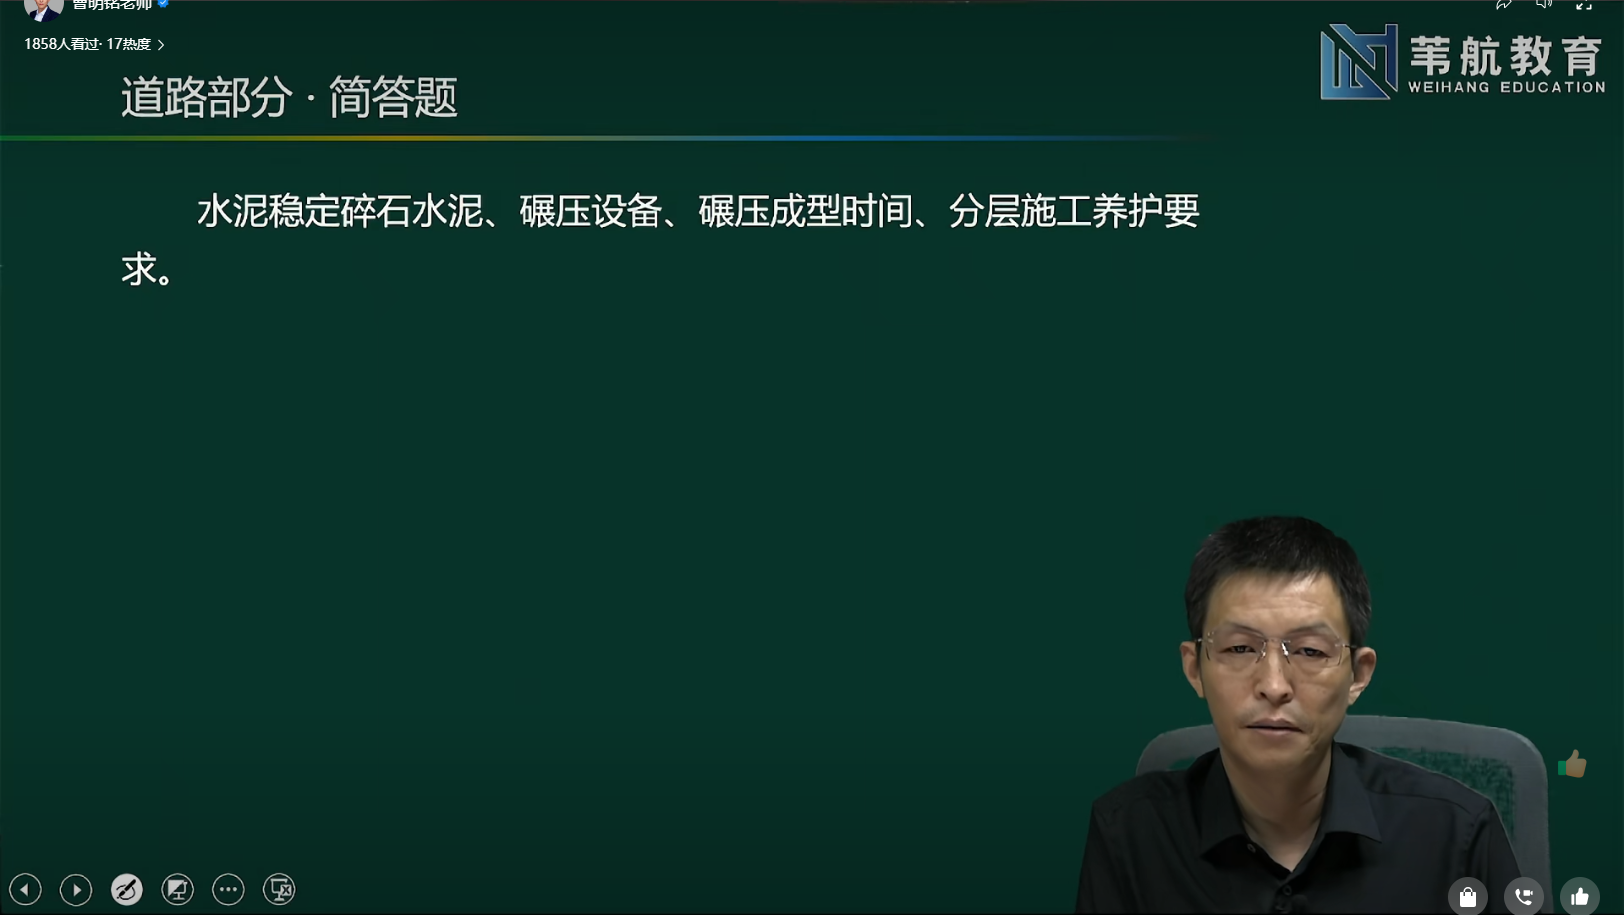 曹明铭老师
1858人看过· 17热度 >
苇航教育
WEIHANG EDUCATION
道路部分 · 简答题
水泥稳定碎石水泥、碾压设备、碾压成型时间、分层施工养护要
求。